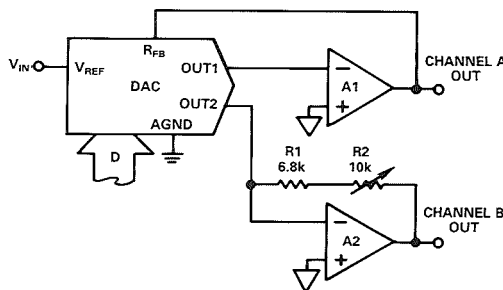 V_IN
V_REF
R_FB
DAC
OUT1
OUT2
AGND
D
−
A1
+
CHANNEL A
OUT
R1
6.8k
R2
10k
−
A2
+
CHANNEL B
OUT